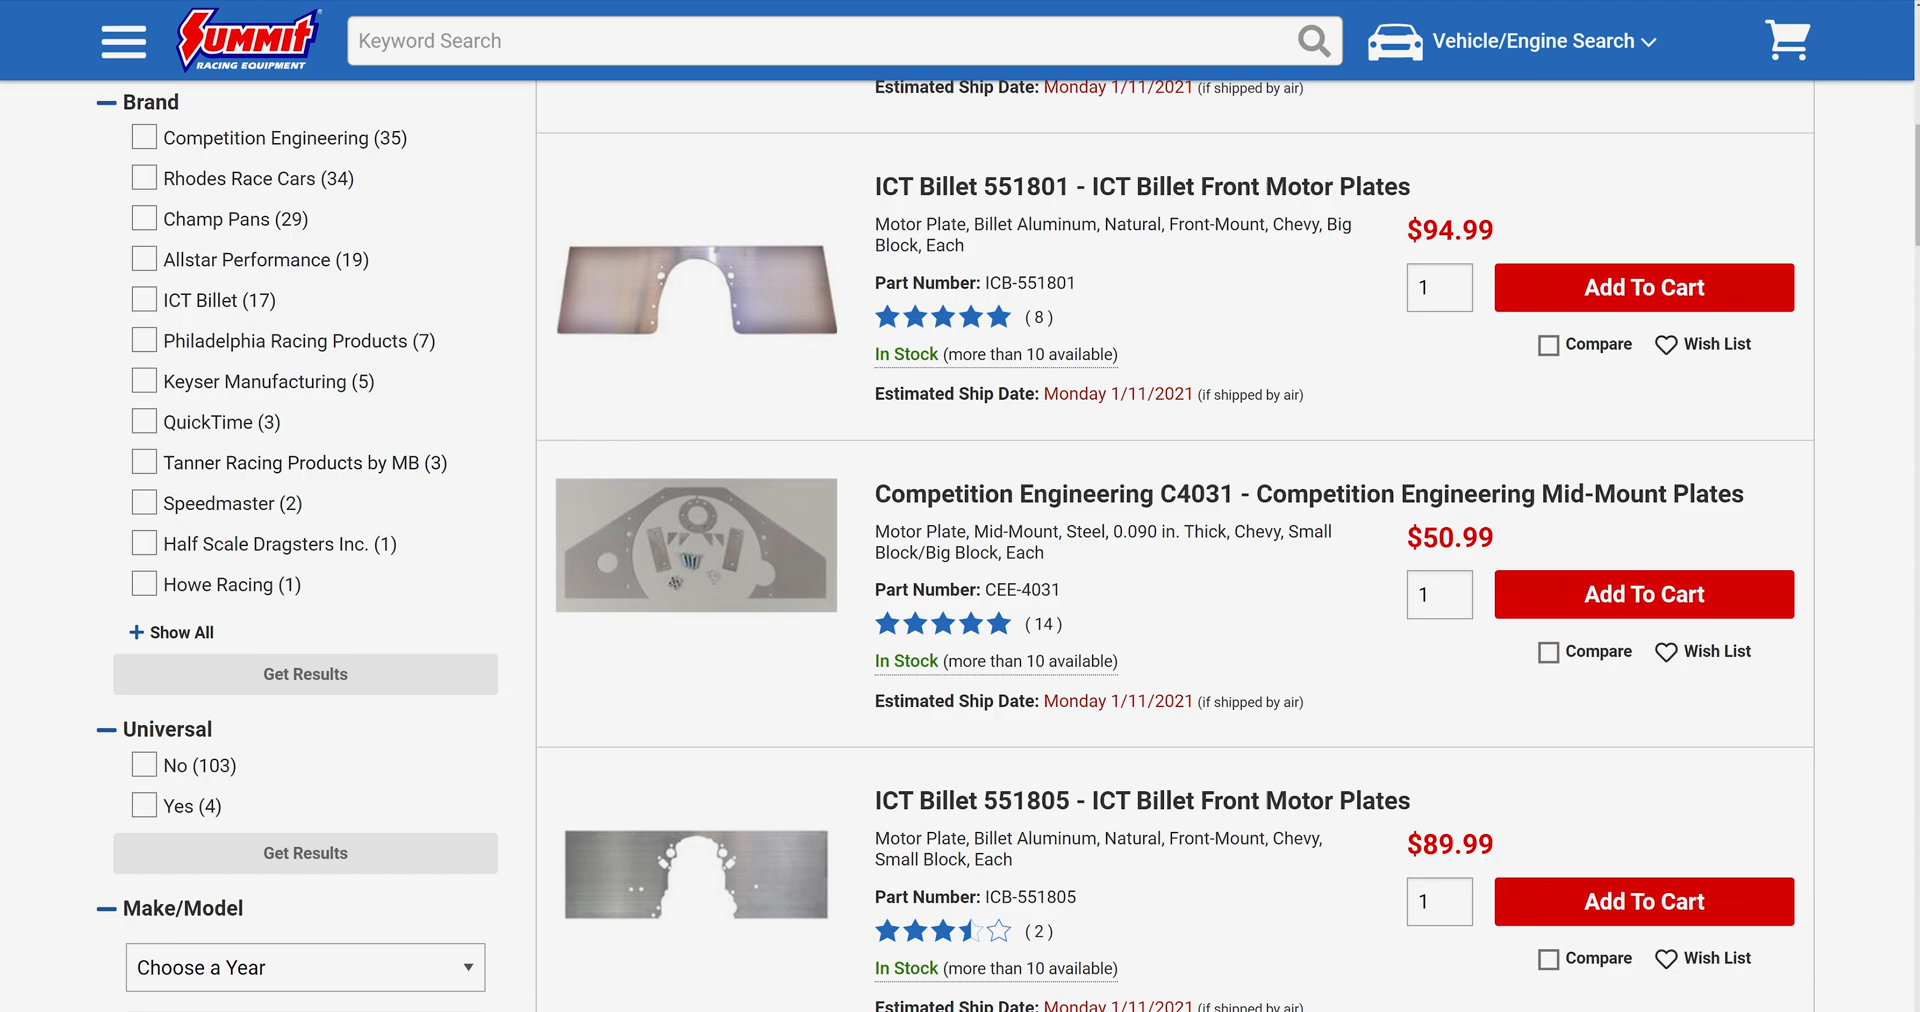 SUMMIT
RACING EQUIPMENT
Keyword Search
Vehicle/Engine Search
Brand
Competition Engineering (35)
Rhodes Race Cars (34)
Champ Pans (29)
Allstar Performance (19)
ICT Billet (17)
Philadelphia Racing Products (7)
Keyser Manufacturing (5)
QuickTime (3)
Tanner Racing Products by MB (3)
Speedmaster (2)
Half Scale Dragsters Inc. (1)
Howe Racing (1)
Show All
Get Results
Universal
No (103)
Yes (4)
Get Results
Make/Model
Choose a Year
Estimated Ship Date: Monday 1/11/2021 (if shipped by air)
ICT Billet 551801 - ICT Billet Front Motor Plates
Motor Plate, Billet Aluminum, Natural, Front-Mount, Chevy, Big
Block, Each
Part Number: ICB-551801
( 8 )
In Stock (more than 10 available)
Estimated Ship Date: Monday 1/11/2021 (if shipped by air)
$94.99
1
Add To Cart
Compare
Wish List
Competition Engineering C4031 - Competition Engineering Mid-Mount Plates
Motor Plate, Mid-Mount, Steel, 0.090 in. Thick, Chevy, Small
Block/Big Block, Each
Part Number: CEE-4031
( 14 )
In Stock (more than 10 available)
Estimated Ship Date: Monday 1/11/2021 (if shipped by air)
$50.99
1
Add To Cart
Compare
Wish List
ICT Billet 551805 - ICT Billet Front Motor Plates
Motor Plate, Billet Aluminum, Natural, Front-Mount, Chevy,
Small Block, Each
Part Number: ICB-551805
( 2 )
In Stock (more than 10 available)
Estimated Ship Date: Monday 1/11/2021 (if shipped by air)
$89.99
1
Add To Cart
Compare
Wish List